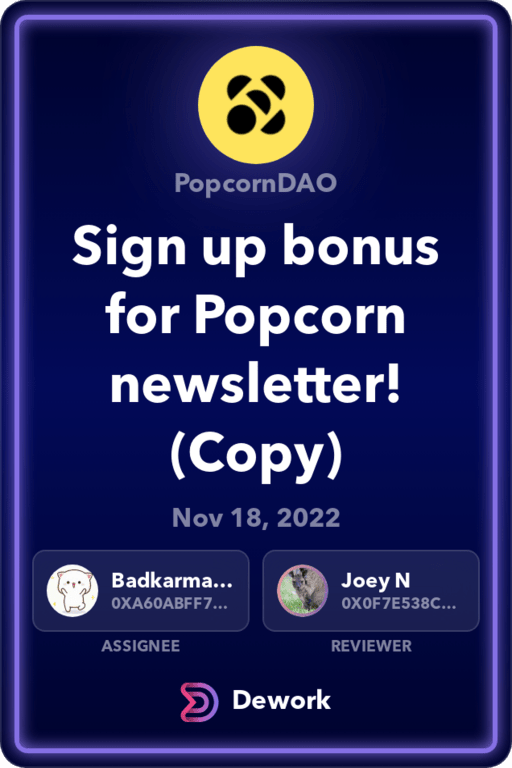 PopcornDAO
Sign up bonus
for Popcorn
newsletter!
(Copy)
Nov 18, 2022
Badkarma...
0XA60ABFF7...
Joey N
0X0F7E538C...
ASSIGNEE
REVIEWER
Dework